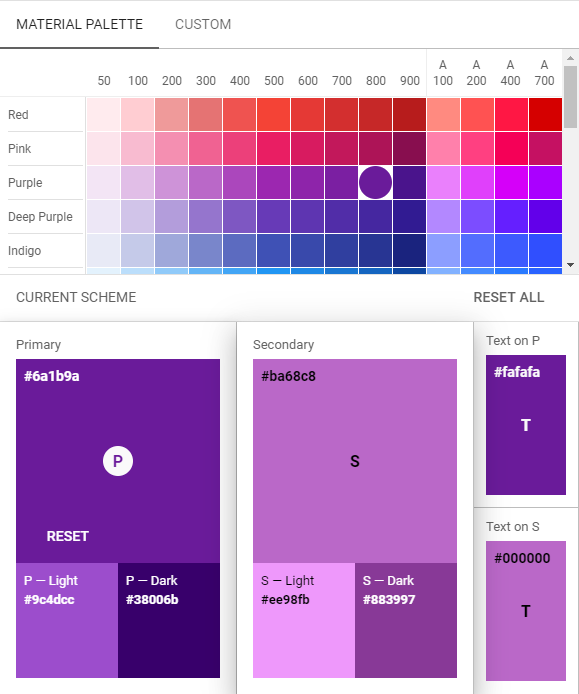 MATERIAL PALETTE CUSTOM
A A A A
50 100 200 300 400 500 600 700 800 900 100 200 400 700
Red
Pink
Purple
Deep Purple
Indigo
CURRENT SCHEME RESET ALL
Primary
#6a1b9a
P
RESET
P — Light
#9c4dcc
P — Dark
#38006b
Secondary
#ba68c8
S
S — Light
#ee98fb
S — Dark
#883997
Text on P
#fafafa
T
Text on S
#000000
T